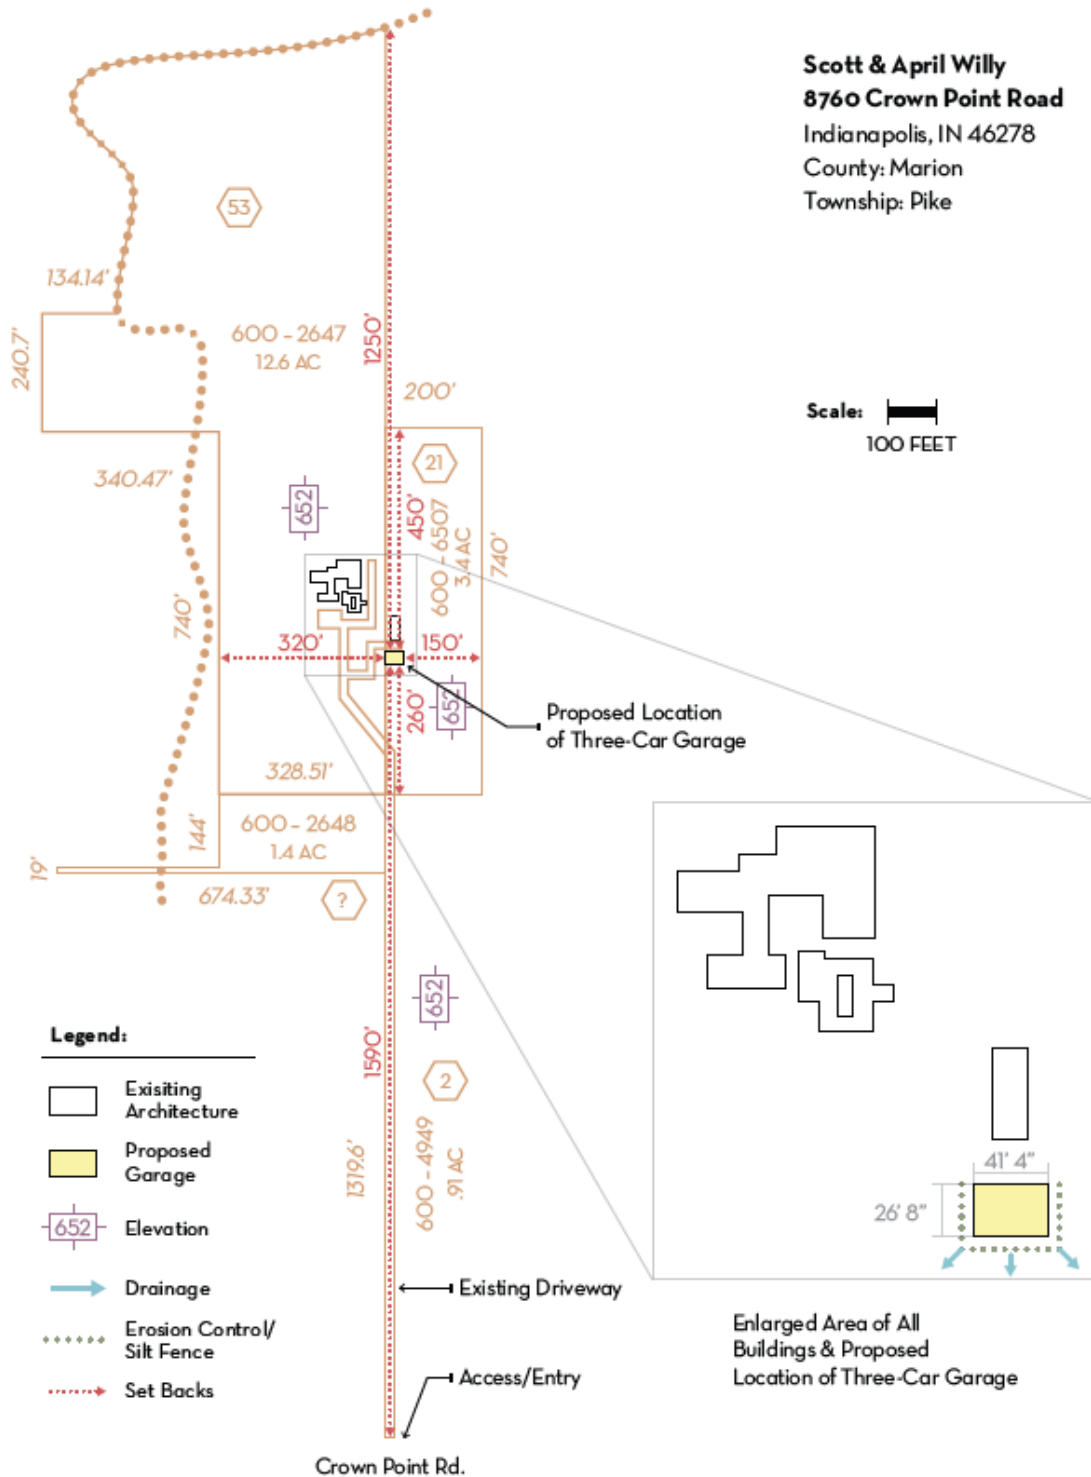 Scott & April Willy
8760 Crown Point Road
Indianapolis, IN 46278
County: Marion
Township: Pike
53
134.14'
240.7'
600 - 2647
12.6 AC
1250'
200'
Scale:
100 FEET
21
340.47'
652
450'
600 - 6507
3.4 AC
740'
740'
320'
150'
260'
652
Proposed Location
of Three-Car Garage
328.51'
144'
600 - 2648
1.4 AC
19'
674.33'
?
652
Legend:
Exisiting
Architecture
Proposed
Garage
652
Elevation
Drainage
Erosion Control/
Silt Fence
Set Backs
1590'
2
1319.6'
600 - 4949
.91 AC
41' 4"
26' 8"
Existing Driveway
Access/Entry
Crown Point Rd.
Enlarged Area of All
Buildings & Proposed
Location of Three-Car Garage